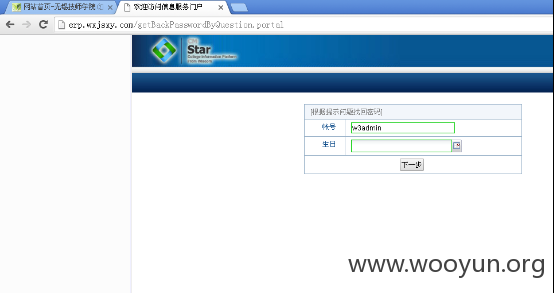 网站首页-无锡技师学院
欢迎访问信息服务门户
erp.wxjsxy.com/getBackPasswordByQuestion.portal
Star
College Information Platform
[根据提示问题找回密码]
帐号 w3admin
生日
下一步
www.wooyun.org